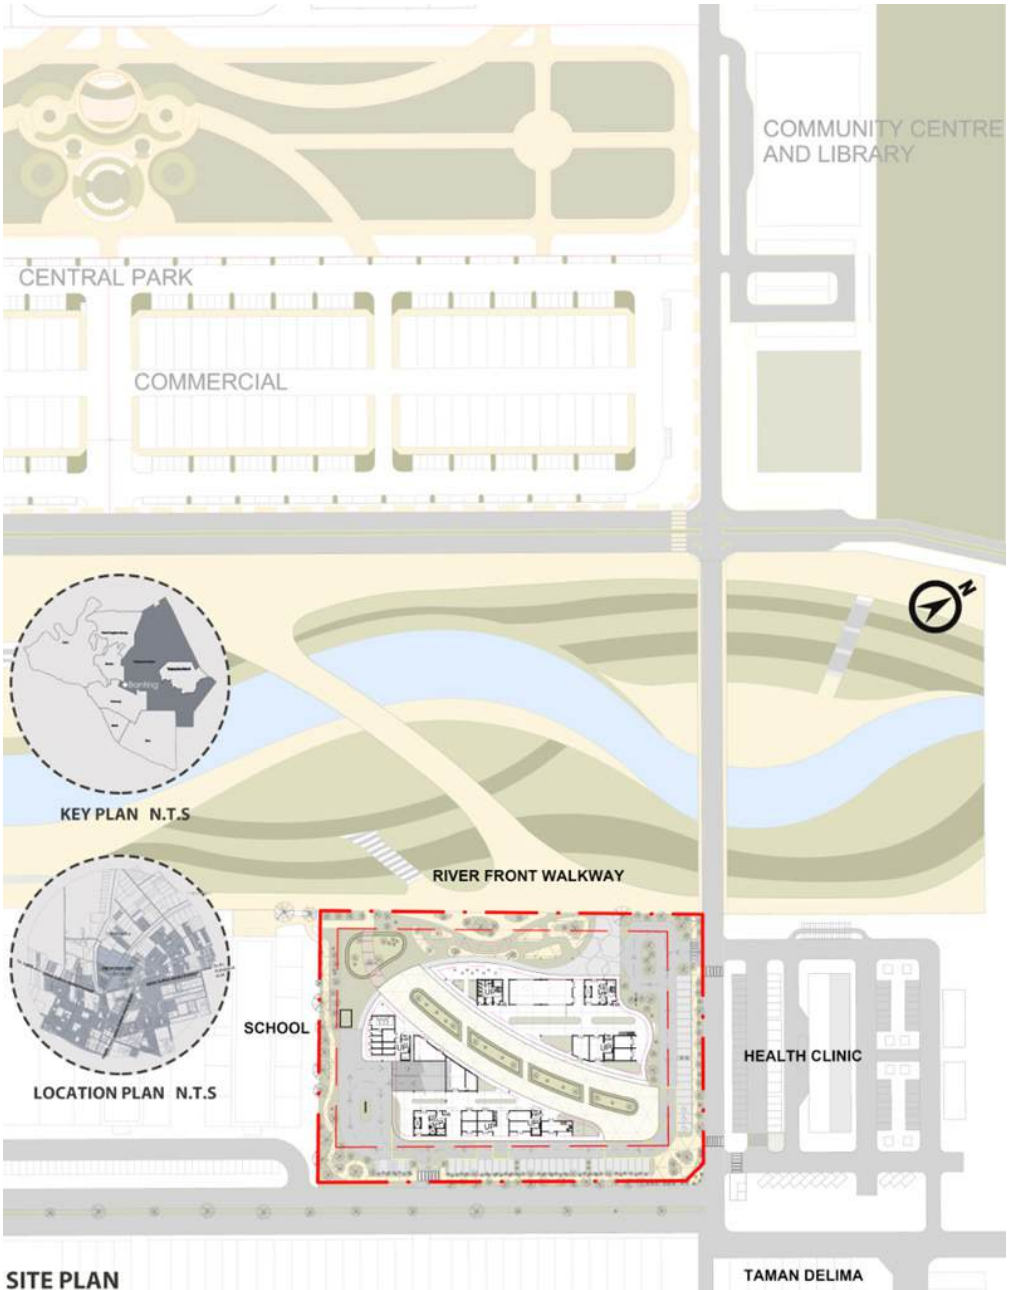 COMMUNITY CENTRE
AND LIBRARY
CENTRAL PARK
COMMERCIAL
N
Banting
KEY PLAN N.T.S
RIVER FRONT WALKWAY
SCHOOL
HEALTH CLINIC
LOCATION PLAN N.T.S
SITE PLAN
TAMAN DELIMA